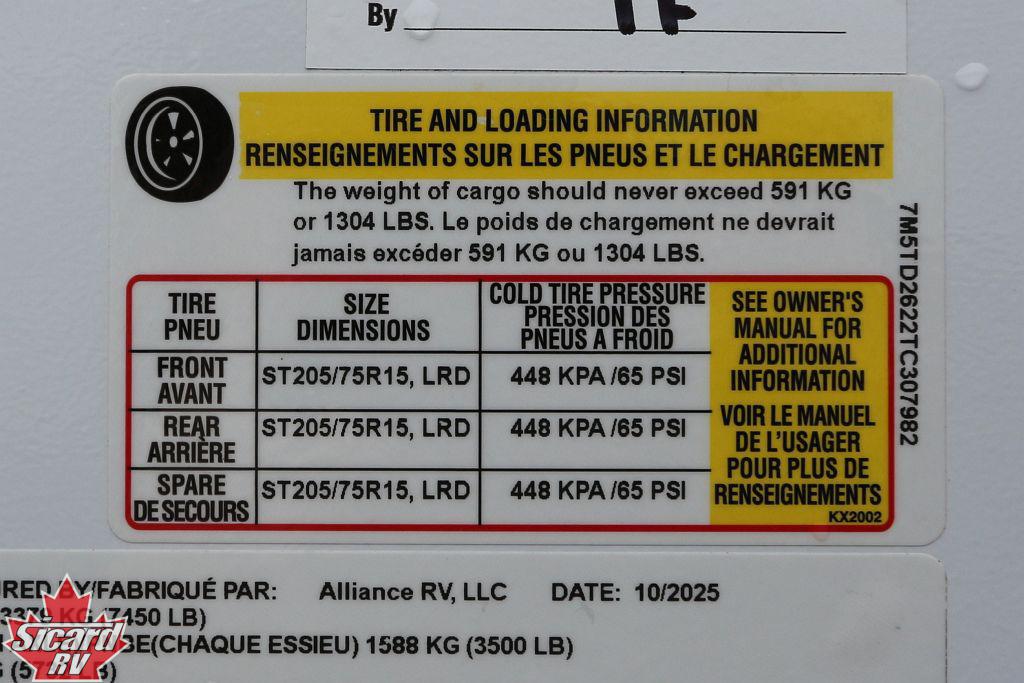 By
TIRE AND LOADING INFORMATION
RENSEIGNEMENTS SUR LES PNEUS ET LE CHARGEMENT
The weight of cargo should never exceed 591 KG
or 1304 LBS. Le poids de chargement ne devrait
jamais excéder 591 KG ou 1304 LBS.
TIRE
PNEU
SIZE
DIMENSIONS
COLD TIRE PRESSURE
PRESSION DES
PNEUS A FROID
FRONT
AVANT
ST205/75R15, LRD
448 KPA /65 PSI
REAR
ARRIÈRE
ST205/75R15, LRD
448 KPA /65 PSI
SPARE
DE SECOURS
ST205/75R15, LRD
448 KPA /65 PSI
SEE OWNER'S
MANUAL FOR
ADDITIONAL
INFORMATION
VOIR LE MANUEL
DE L'USAGER
POUR PLUS DE
RENSEIGNEMENTS
KX2002
7M5TD2622TC307982
BY/FABRIQUÉ PAR: Alliance RV, LLC DATE: 10/2025
3379 KG (7450 LB)
(CHAQUE ESSIEU) 1588 KG (3500 LB)
Sicard
RV